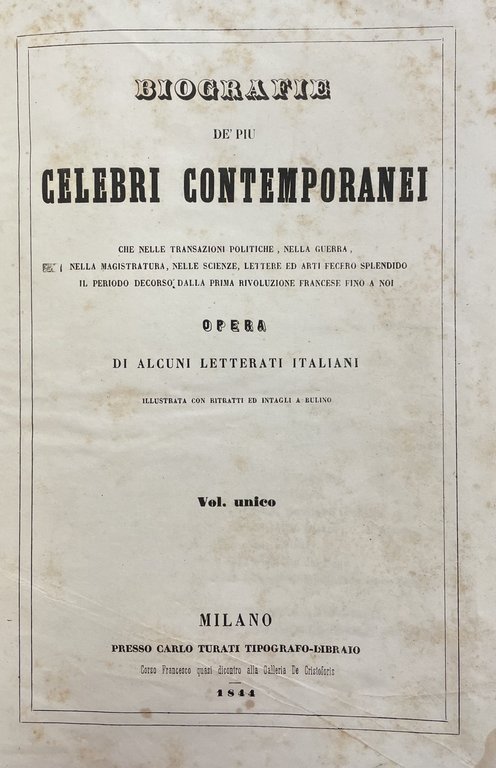 BIOGRAFIE
DE' PIU
CELEBRI CONTEMPORANEI
CHE NELLE TRANSAZIONI POLITICHE, NELLA GUERRA,
NELLA MAGISTRATURA, NELLE SCIENZE, LETTERE ED ARTI FECERO SPLENDIDO
IL PERIODO DECORSO DALLA PRIMA RIVOLUZIONE FRANCESE FINO A NOI
OPERA
DI ALCUNI LETTERATI ITALIANI
ILLUSTRATA CON RITRATTI ED INTAGLI A BULINO
Vol. unico
MILANO
PRESSO CARLO TURATI TIPOGRAFO-LIBRAIO
Corso Francesco quasi dicontro alla Galleria De Cristoforis
1844